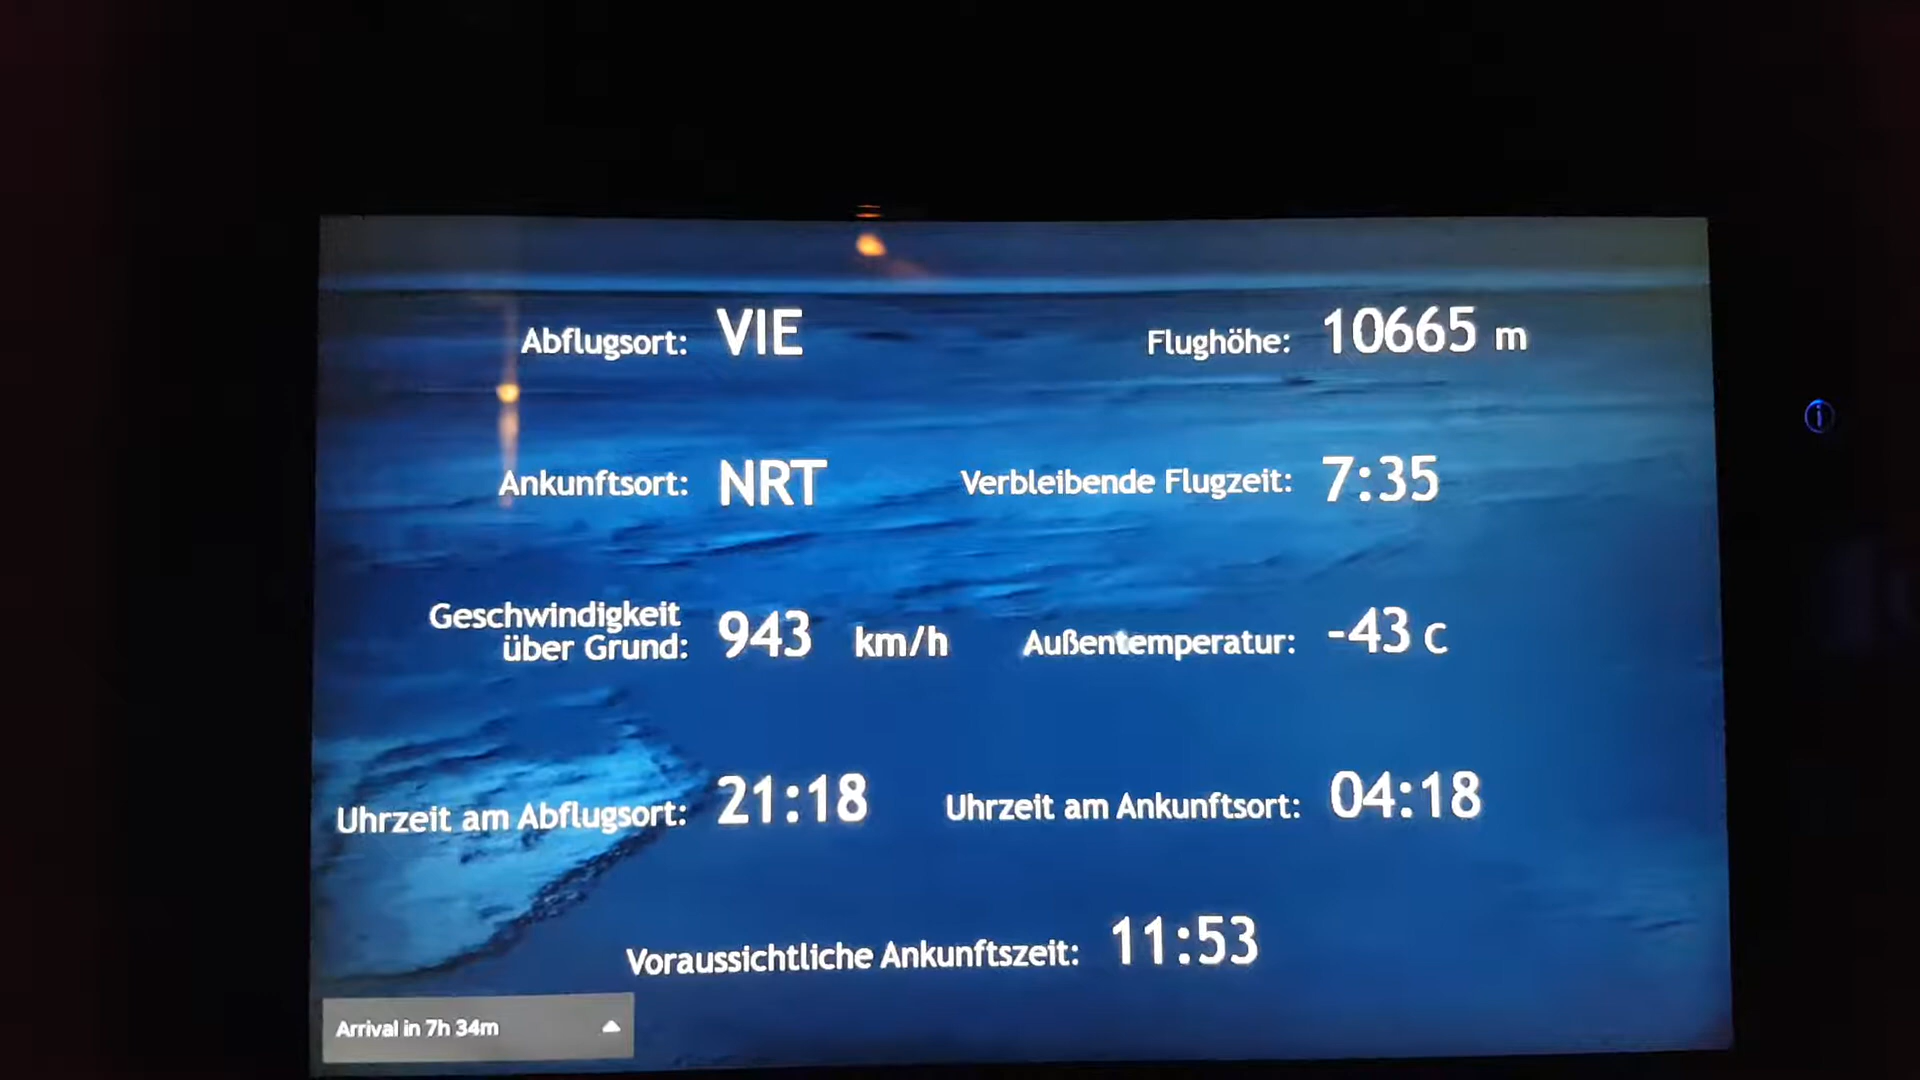 Abflugsort: VIE
Flughöhe: 10665 m
Ankunftsort: NRT
Verbleibende Flugzeit: 7:35
Geschwindigkeit
über Grund: 943 km/h
Außentemperatur: -43 C
Uhrzeit am Abflugsort: 21:18
Uhrzeit am Ankunftsort: 04:18
Voraussichtliche Ankunftszeit: 11:53
Arrival in 7h 34m